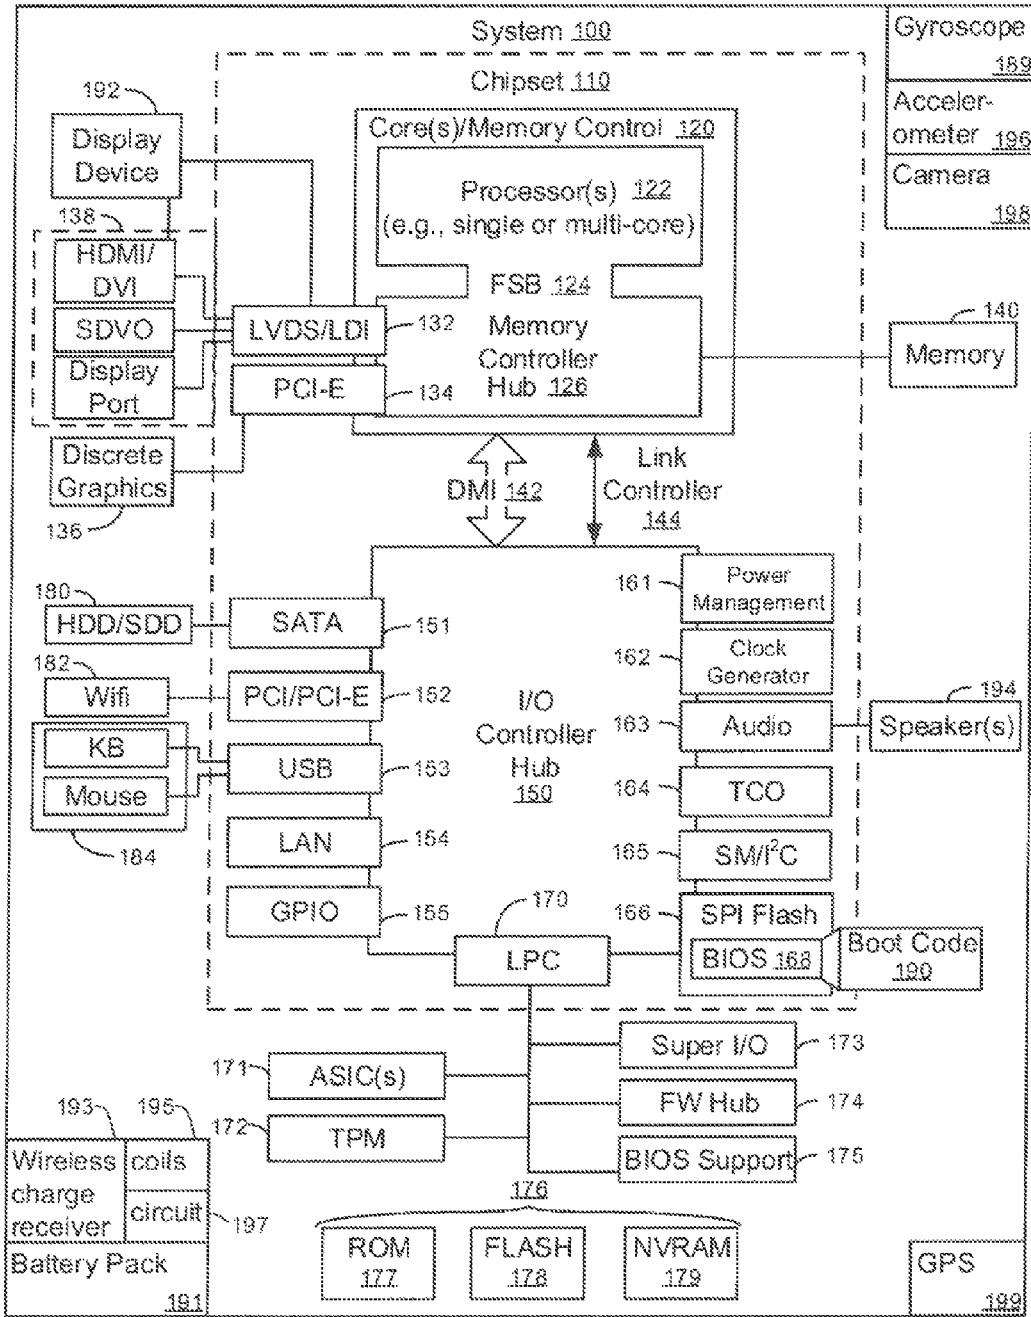 System 100
Gyroscope
189
Acceler-
ometer 196
Camera
198
Chipset 110
192
Display
Device
Core(s)/Memory Control 120
Processor(s) 122
(e.g., single or multi-core)
FSB 124
Memory
Controller
Hub 126
138
HDMI/
DVI
SDVO
Display
Port
LVDS/LDI
132
PCI-E
134
140
Memory
Discrete
Graphics
136
DMI 142
Link
Controller
144
180
HDD/SDD
SATA
151
182
Wifi
PCI/PCI-E
152
KB
Mouse
184
USB
153
LAN
154
GPIO
155
I/O
Controller
Hub
150
161
Power
Management
162
Clock
Generator
163
Audio
194
Speaker(s)
164
TCO
165
SM/I²C
166
SPI Flash
BIOS 168
Boot Code
190
170
LPC
171
ASIC(s)
172
TPM
Super I/O
173
FW Hub
174
BIOS Support
175
176
ROM
177
FLASH
178
NVRAM
179
193
195
Wireless
charge
receiver
coils
circuit
197
Battery Pack
191
GPS
199